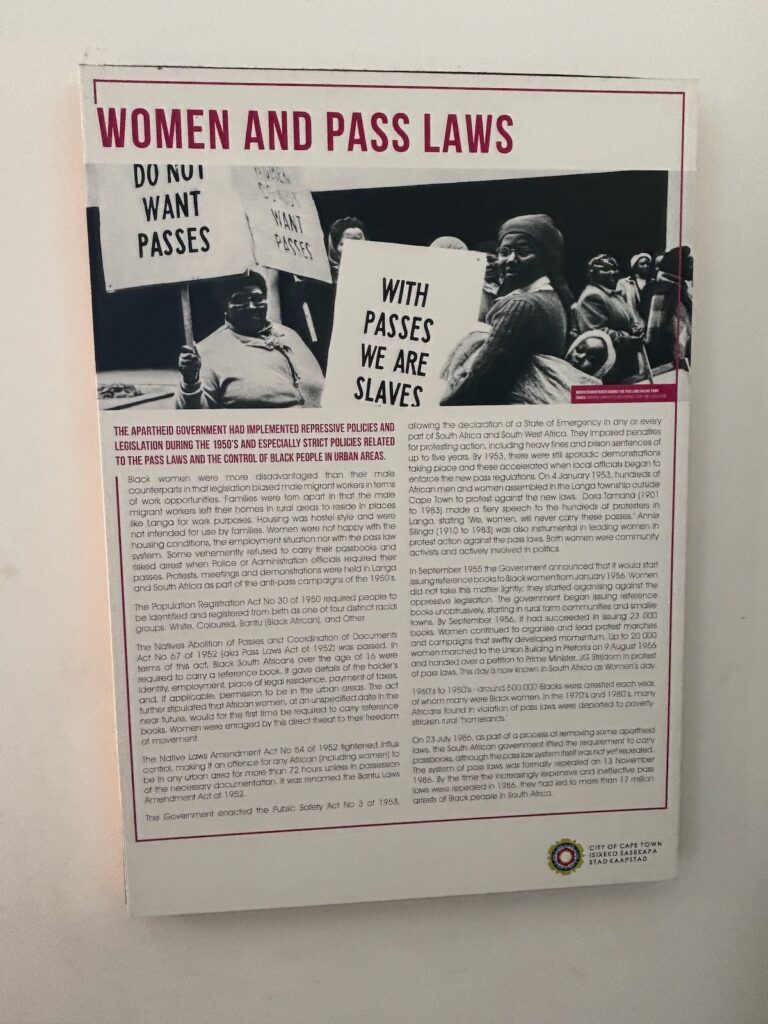 WOMEN AND PASS LAWS
DO NOT
WANT
PASSES
WOMEN
DO NOT
WANT
PASSES
WITH
PASSES
WE ARE
SLAVES
THE APARTHEID GOVERNMENT HAD IMPLEMENTED REPRESSIVE POLICIES AND
LEGISLATION DURING THE 1950'S AND ESPECIALLY STRICT POLICIES RELATED
TO THE PASS LAWS AND THE CONTROL OF BLACK PEOPLE IN URBAN AREAS.
Black women were more disadvantaged than their male
counterparts in that legislation biased male migrant workers in terms
of work opportunities. Families were torn apart in that the male
migrant workers left their homes in rural areas to reside in places
like Langa for work purposes. Housing was hostel-style and were
not intended for use by families. Women were not happy with the
housing conditions, the employment situation nor with the pass law
system. Some vehemently refused to carry their passbooks and
risked arrest when Police or Administration officials required their
passes. Protests, meetings and demonstrations were held in Langa
and South Africa as part of the anti-pass campaigns of the 1950's.
The Population Registration Act No 30 of 1950 required people to
be identified and registered from birth as one of four distinct racial
groups: White, Coloured, Bantu (Black African), and Other.
The Natives Abolition of Passes and Coordination of Documents
Act No 67 of 1952 (aka Pass Laws Act of 1952) was passed. In
terms of this act, Black South Africans over the age of 16 were
required to carry a reference book. It gave details of the holder's
identity, employment, place of legal residence, payment of taxes,
and, if applicable, permission to be in the urban areas. The act
further stipulated that African women, at an unspecified date in the
near future, would for the first time be required to carry reference
books. Women were enraged by this direct threat to their freedom
of movement.
The Native Laws Amendment Act No 54 of 1952 tightened influx
control, making it an offence for any African (including women) to
be in any urban area for more than 72 hours unless in possession
of the necessary documentation. It was renamed the Bantu Laws
Amendment Act of 1952.
The Government enacted the Public Safety Act No 3 of 1953,
allowing the declaration of a State of Emergency in any or every
part of South Africa and South West Africa. They imposed penalties
for protesting action, including heavy fines and prison sentences of
up to five years. By 1953, there were still sporadic demonstrations
taking place and these accelerated when local officials began to
enforce the new pass regulations. On 4 January 1953, hundreds of
African men and women assembled in the Langa township outside
Cape Town to protest against the new laws. Dora Tamana (1901
to 1983) made a fiery speech to the hundreds of protesters in
Langa, stating 'We, women, will never carry these passes.' Annie
Silinga (1910 to 1983) was also instrumental in leading women in
protest action against the pass laws. Both women were community
activists and actively involved in politics.
In September 1955 the Government announced that it would start
issuing reference books to Black women from January 1956. Women
did not take this matter lightly; they started organising against the
oppressive legislation. The government began issuing reference
books unobtrusively, starting in rural farm communities and smaller
towns. By September 1956, it had succeeded in issuing 23 000
books. Women continued to organise and lead protest marches
and campaigns that swiftly developed momentum. Up to 20 000
women marched to the Union Building in Pretoria on 9 August 1956
and handed over a petition to Prime Minister, JG Strijdom in protest
of pass laws. This day is now known in South Africa as Women's day.
1960's to 1980's - around 500 000 Blacks were arrested each year,
of whom many were Black women. In the 1970's and 1980's, many
Africans found in violation of pass laws were deported to poverty-
stricken rural 'homelands.'
On 23 July 1986, as part of a process of removing some apartheid
laws, the South African government lifted the requirement to carry
passbooks, although the pass law system itself was not yet repealed.
The system of pass laws was formally repealed on 13 November
1986. By the time the increasingly expensive and ineffective pass
laws were repealed in 1986, they had led to more than 17 million
arrests of Black people in South Africa.
CITY OF CAPE TOWN
ISIXEKO SASEKAPA
STAD KAAPSTAD